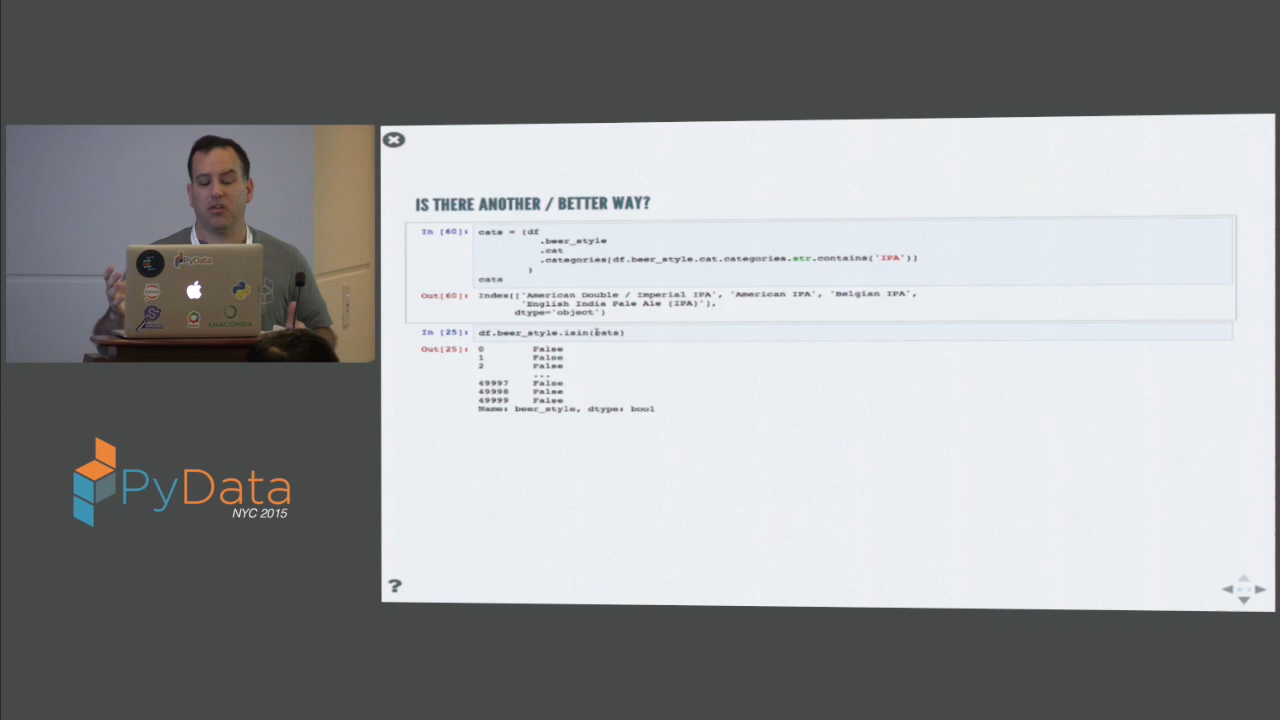 IS THERE ANOTHER / BETTER WAY?
In [60]: cats = (df
.beer_style
.cat
.categories[df.beer_style.cat.categories.str.contains('IPA')]
)
cats
Out[60]: Index(['American Double / Imperial IPA', 'American IPA', 'Belgian IPA',
'English India Pale Ale (IPA)'],
dtype='object')
In [25]: df.beer_style.isin(cats)
Out[25]: 0 False
1 False
2 False
...
49997 False
49998 False
49999 False
Name: beer_style, dtype: bool
?
PyData
ANACONDA
PyData
NYC 2015